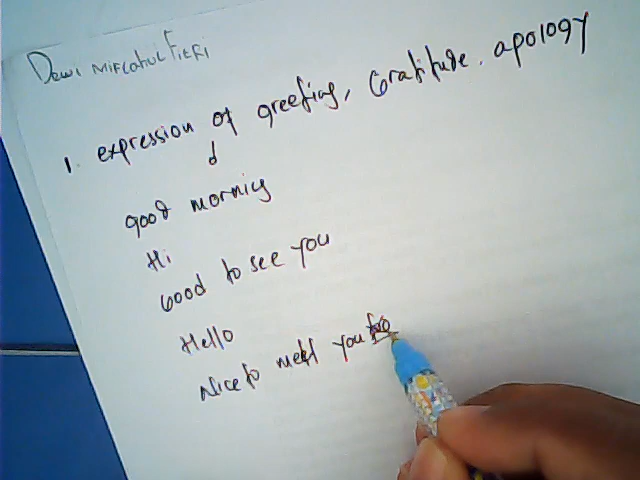 Dewi Miftahul Fitri
1. expression of greeting, Gratitude, apology
good morning
Hi
Good to see you
Hello
Nice to meet you